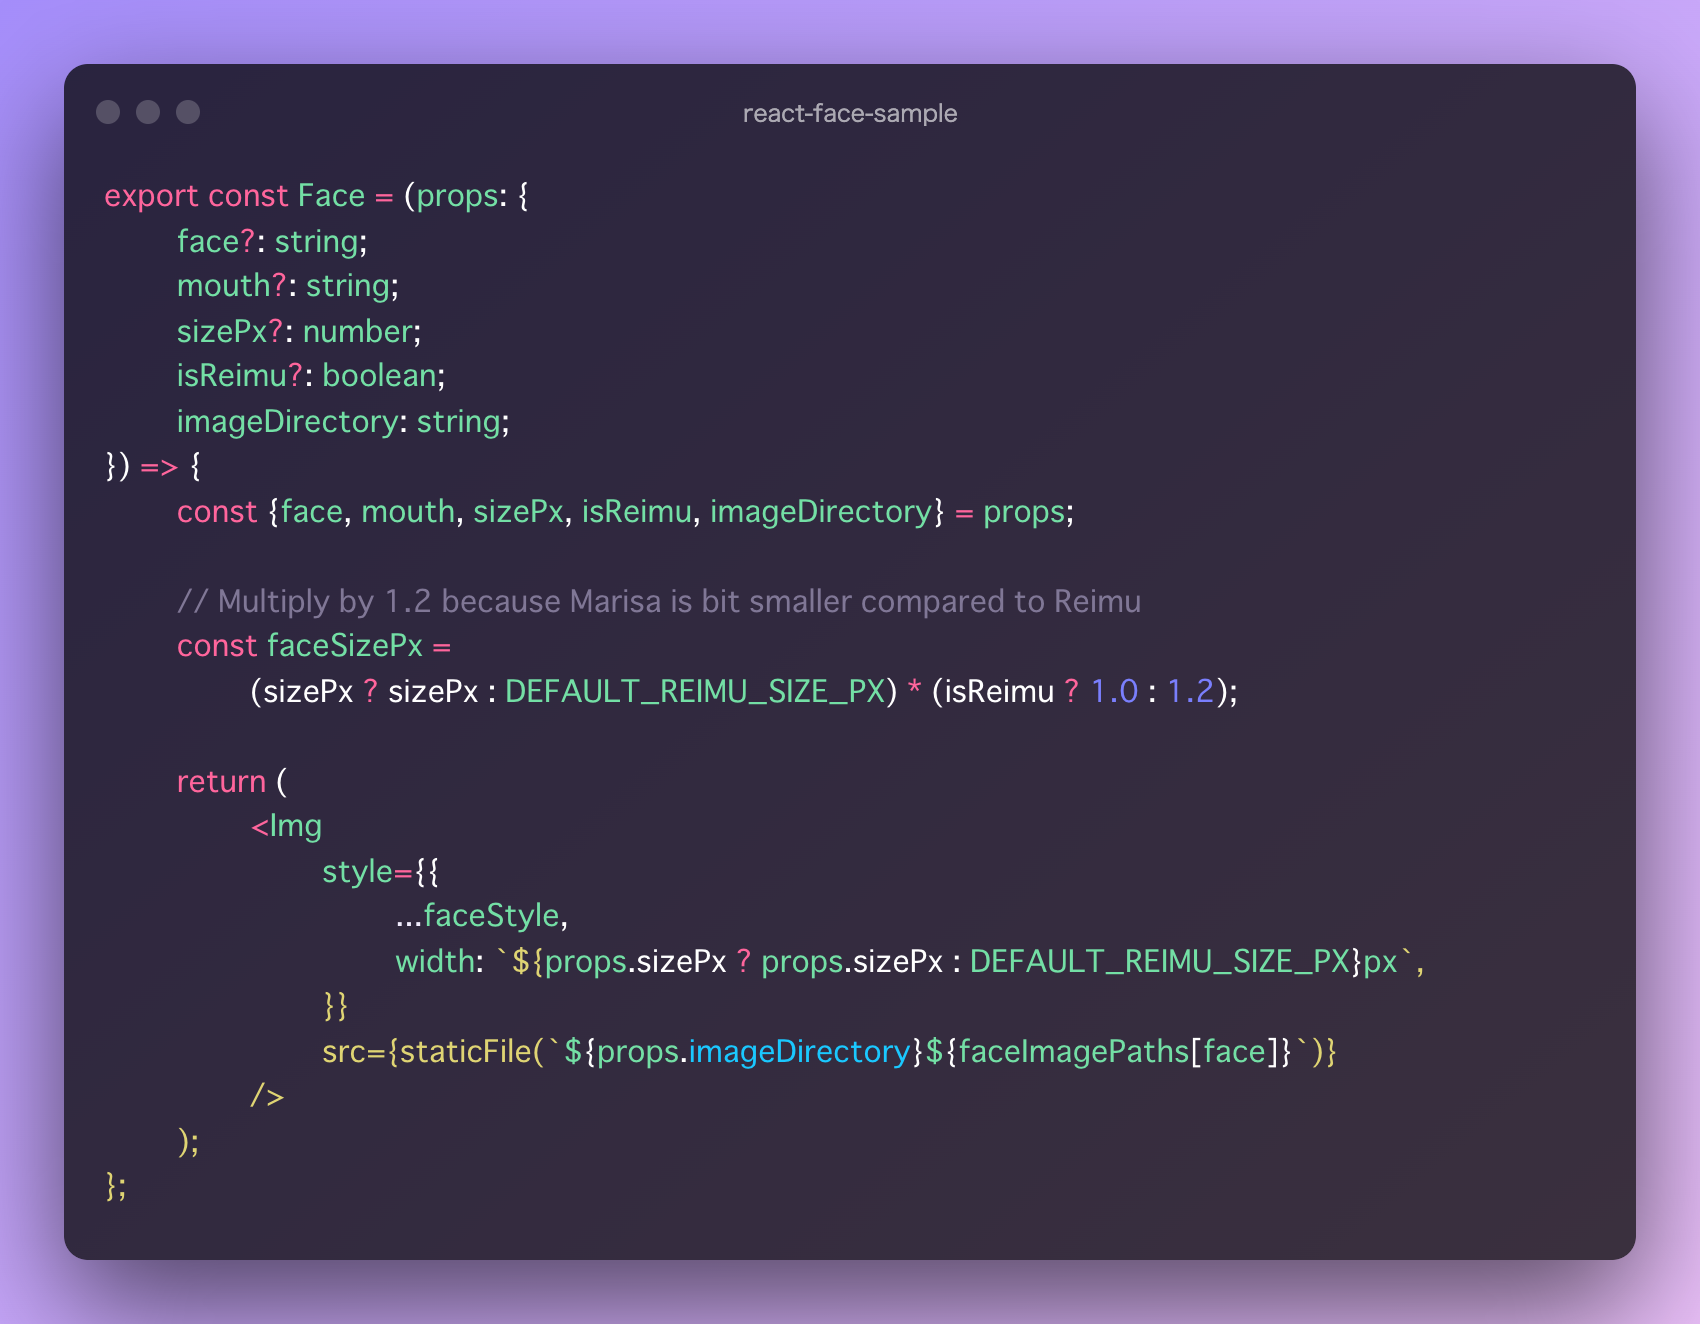 react-face-sample
export const Face = (props: {
face?: string;
mouth?: string;
sizePx?: number;
isReimu?: boolean;
imageDirectory: string;
}) => {
const {face, mouth, sizePx, isReimu, imageDirectory} = props;
// Multiply by 1.2 because Marisa is bit smaller compared to Reimu
const faceSizePx =
(sizePx ? sizePx : DEFAULT_REIMU_SIZE_PX) * (isReimu ? 1.0 : 1.2);
return (
<Img
style={{
...faceStyle,
width: `${props.sizePx ? props.sizePx : DEFAULT_REIMU_SIZE_PX}px`,
}}
src={staticFile(`${props.imageDirectory}${faceImagePaths[face]}`)}
/>
);
};